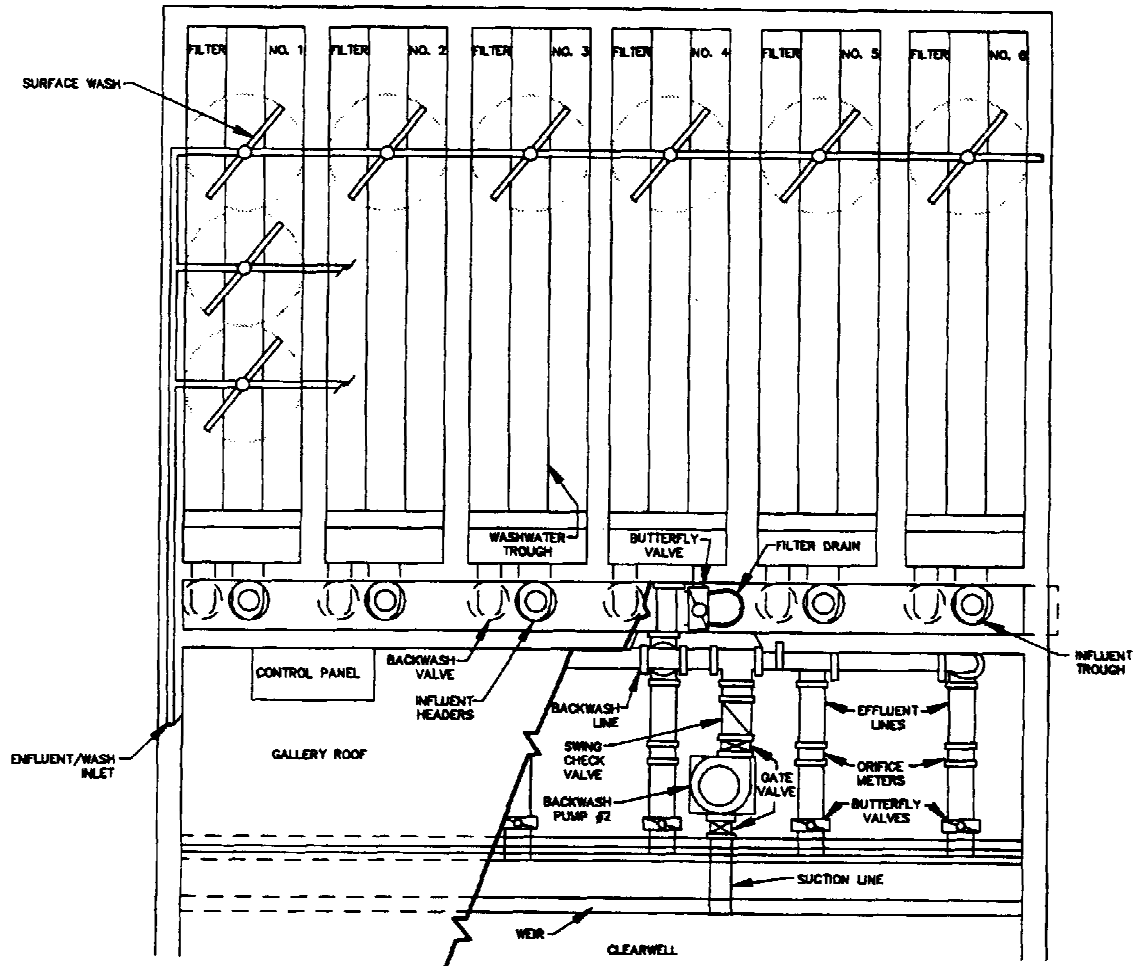 FILTER NO. 1
FILTER NO. 2
FILTER NO. 3
FILTER NO. 4
FILTER NO. 5
FILTER NO. 6
SURFACE WASH
WASHWATER
TROUGH
BUTTERFLY
VALVE
FILTER DRAIN
BACKWASH
VALVE
INFLUENT
HEADERS
INFLUENT
TROUGH
CONTROL PANEL
BACKWASH
LINE
EFFLUENT
LINES
ENFLUENT/WASH
INLET
GALLERY ROOF
SWING
CHECK
VALVE
GATE
VALVE
ORIFICE
METERS
BACKWASH
PUMP #2
BUTTERFLY
VALVES
SUCTION LINE
WEIR
CLEARWELL